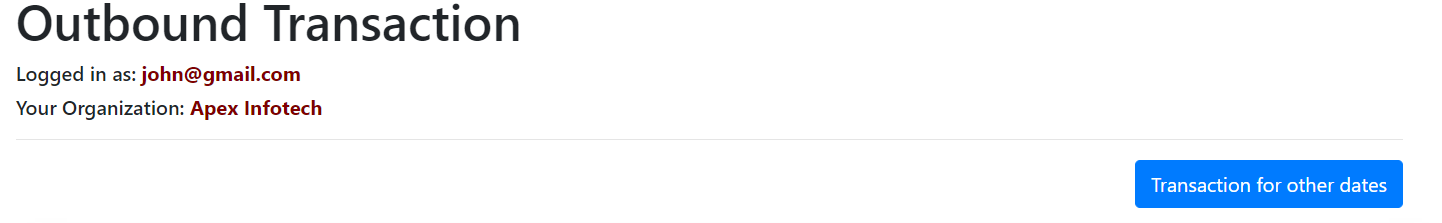 Outbound Transaction
Logged in as: john@gmail.com
Your Organization: Apex Infotech
Transaction for other dates